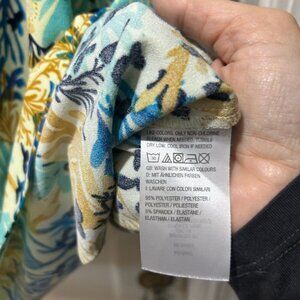 LIKE COLORS, ONLY NON-CHLORINE
BLEACH WHEN NEEDED, TUMBLE
DRY LOW, COOL IRON IF NEEDED
GB: WASH WITH SIMILAR COLOURS
D: MIT ÄHNLICHEN FARBEN
WASCHEN
I: LAVARE CON COLORI SIMILARI
95% POLYESTER / POLYESTER /
POLIESTERE
5% SPANDEX / ELASTANE /
ELASTHAN / ELASTAN